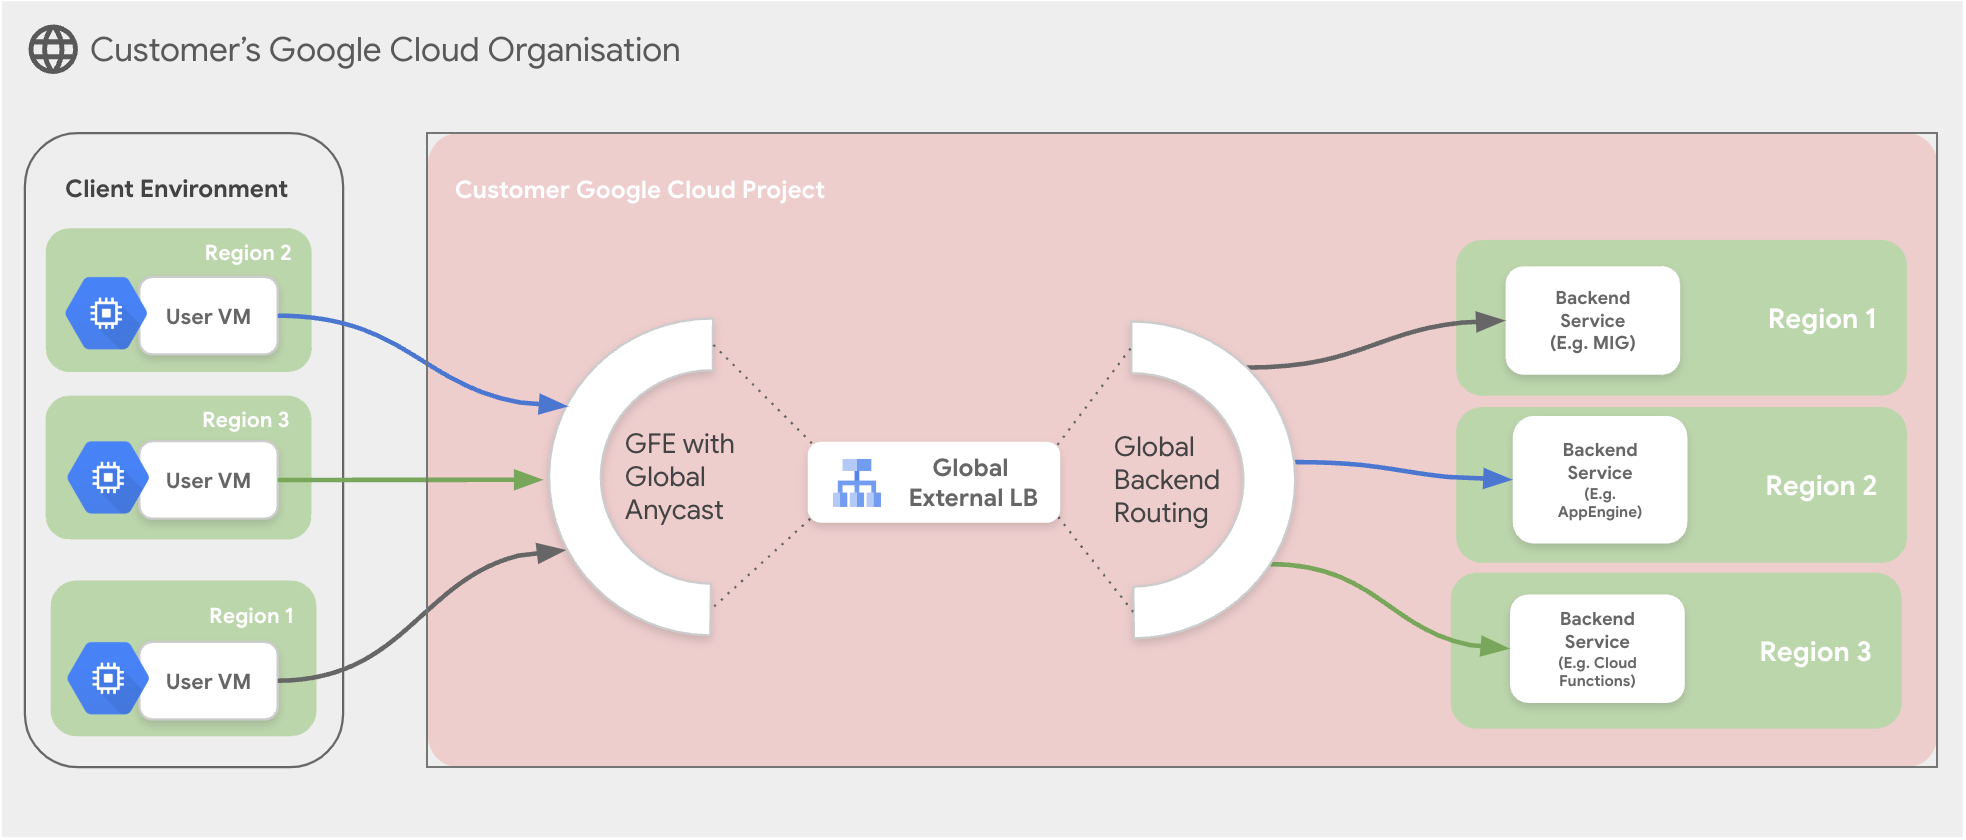 Customer’s Google Cloud Organisation
Client Environment
Region 2
User VM
Region 3
User VM
Region 1
User VM
Customer Google Cloud Project
GFE with
Global
Anycast
Global
External LB
Global
Backend
Routing
Backend
Service
(E.g. MIG)
Region 1
Backend
Service
(E.g.
AppEngine)
Region 2
Backend
Service
(E.g. Cloud
Functions)
Region 3